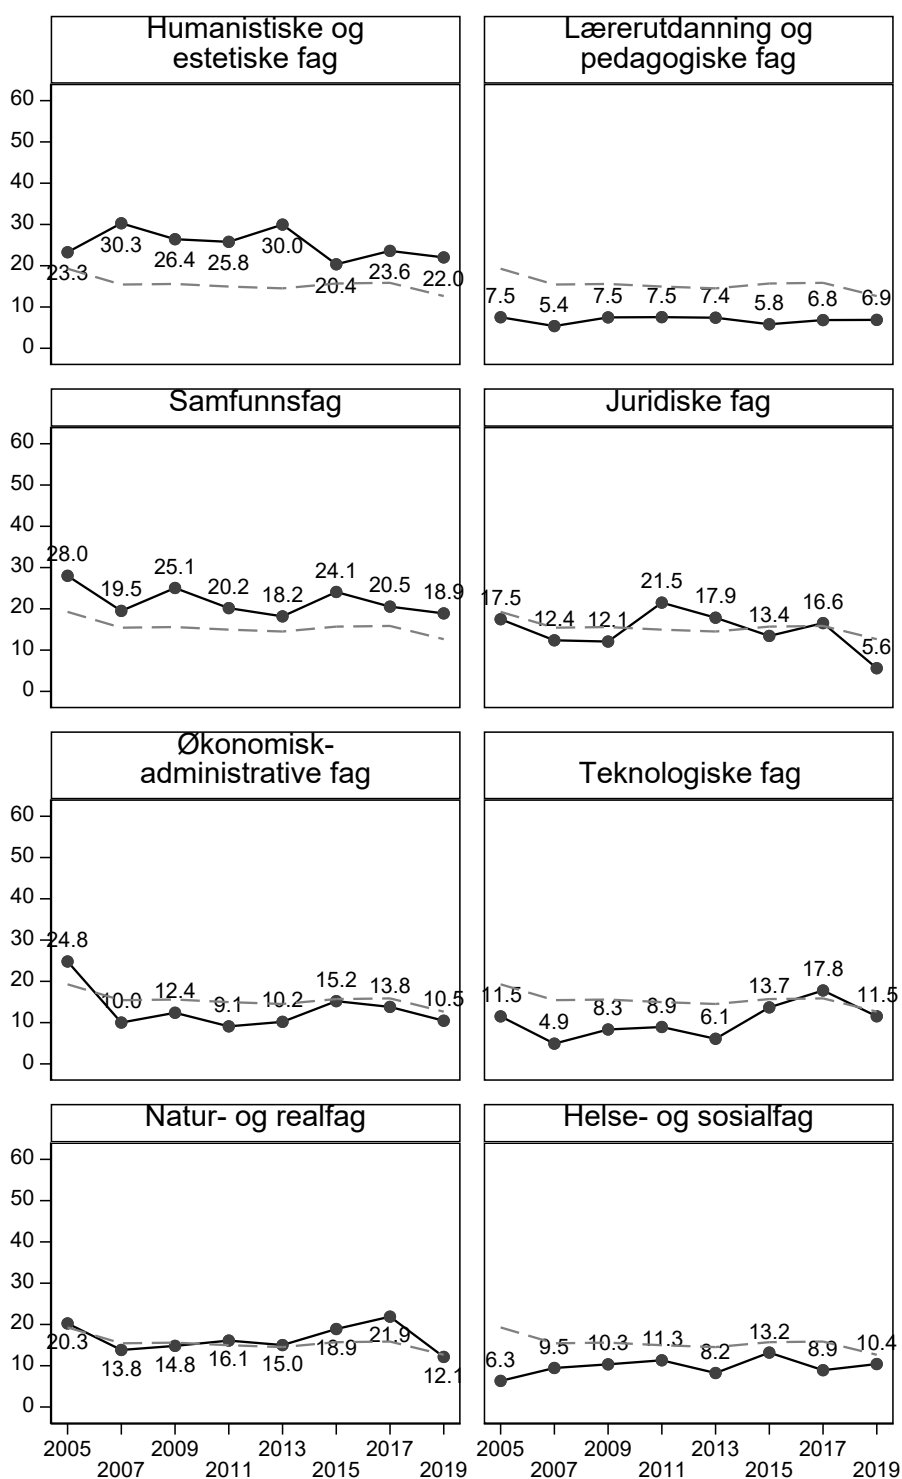 Humanistiske og
estetiske fag
Lærerutdanning og
pedagogiske fag
60
50
40
30
20
10
0
23.3 30.3 26.4 25.8 30.0 20.4 23.6 22.0
7.5 5.4 7.5 7.5 7.4 5.8 6.8 6.9
Samfunnsfag
Juridiske fag
60
50
40
30
20
10
0
28.0 19.5 25.1 20.2 18.2 24.1 20.5 18.9
17.5 12.4 12.1 21.5 17.9 13.4 16.6 5.6
Økonomisk-
administrative fag
Teknologiske fag
60
50
40
30
20
10
0
24.8 10.0 12.4 9.1 10.2 15.2 13.8 10.5
11.5 4.9 8.3 8.9 6.1 13.7 17.8 11.5
Natur- og realfag
Helse- og sosialfag
60
50
40
30
20
10
0
20.3 13.8 14.8 16.1 15.0 18.9 21.9 12.1
6.3 9.5 10.3 11.3 8.2 13.2 8.9 10.4
2005 2007 2009 2011 2013 2015 2017 2019
2005 2007 2009 2011 2013 2015 2017 2019